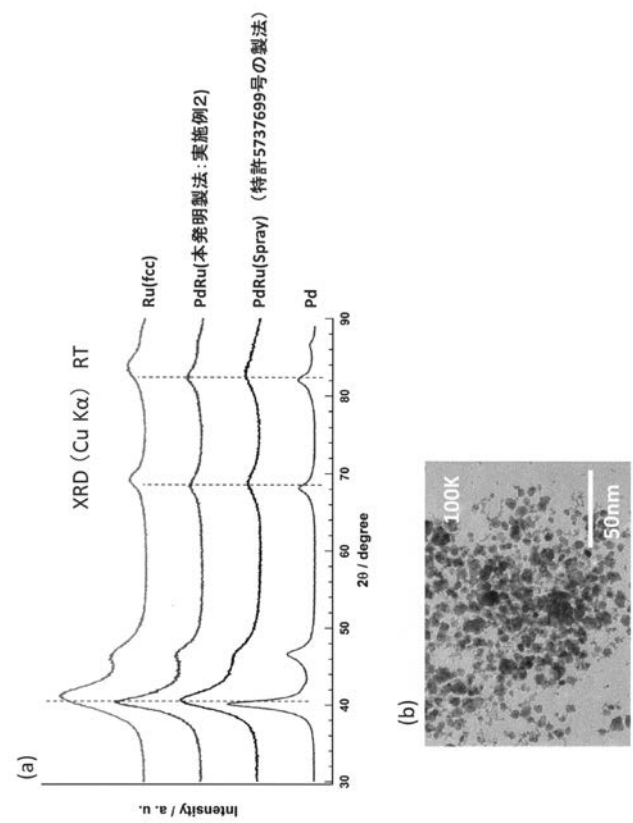 (a)
XRD (Cu Kα) RT
Ru(fcc)
PdRu(本発明製法：実施例2)
PdRu(Spray) (特許5737699号の製法)
Pd
Intensity / a. u.
30 40 50 60 70 80 90
2θ / degree
(b)
100K
50nm